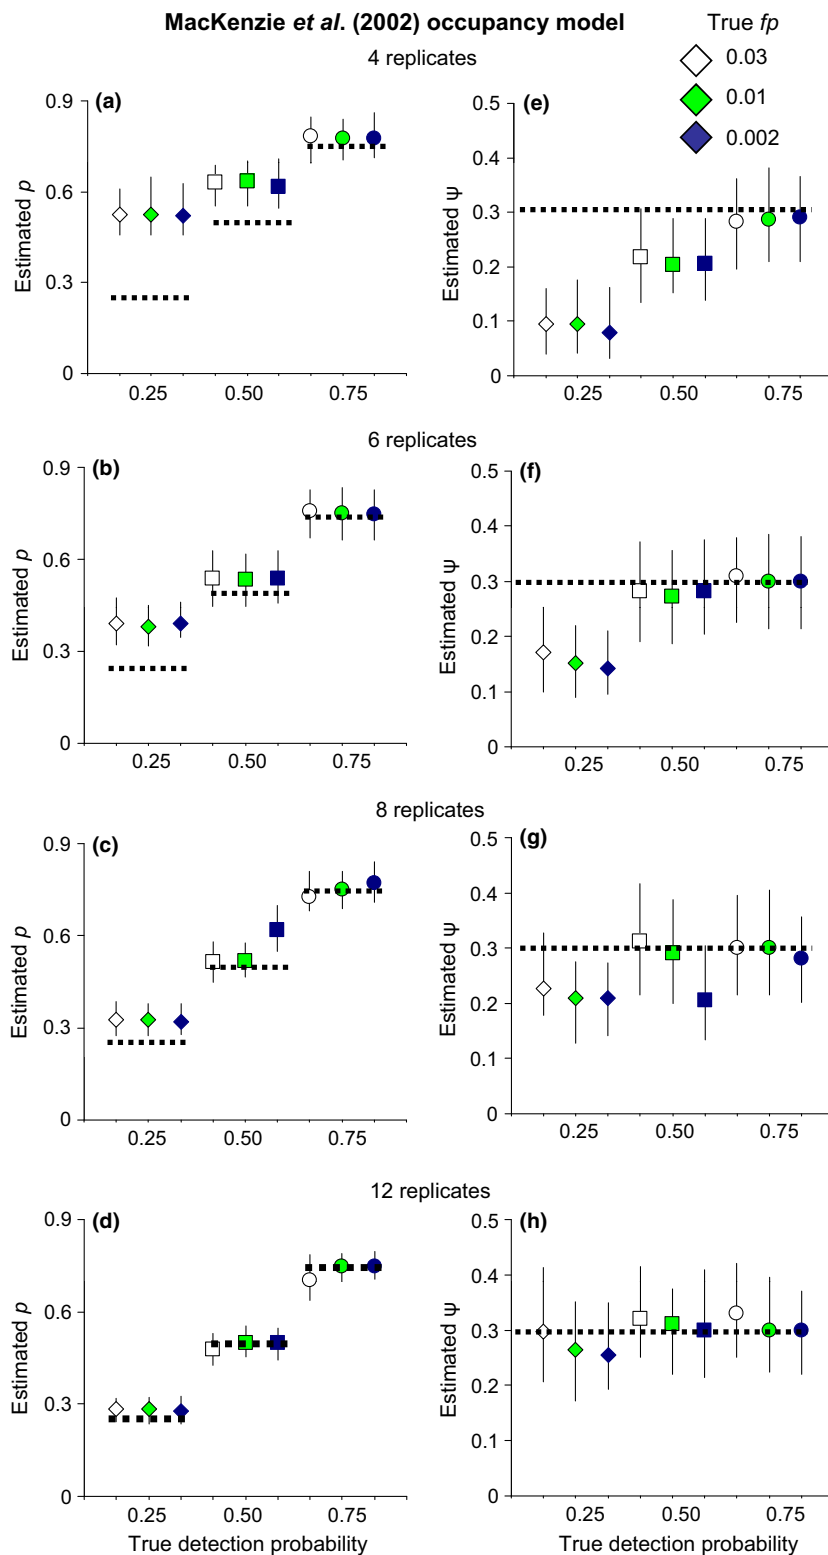 MacKenzie et al. (2002) occupancy model
True fp
4 replicates
0.03
0.01
0.002
(a)
0.9
0.6
0.3
0
Estimated p
0.25 0.50 0.75
(e)
0.5
0.4
0.3
0.2
0.1
0
Estimated ψ
0.25 0.50 0.75
6 replicates
(b)
0.9
0.6
0.3
0
Estimated p
0.25 0.50 0.75
(f)
0.5
0.4
0.3
0.2
0.1
0
Estimated ψ
0.25 0.50 0.75
8 replicates
(c)
0.9
0.6
0.3
0
Estimated p
0.25 0.50 0.75
(g)
0.5
0.4
0.3
0.2
0.1
0
Estimated ψ
0.25 0.50 0.75
12 replicates
(d)
0.9
0.6
0.3
0
Estimated p
0.25 0.50 0.75
True detection probability
(h)
0.5
0.4
0.3
0.2
0.1
0
Estimated ψ
0.25 0.50 0.75
True detection probability